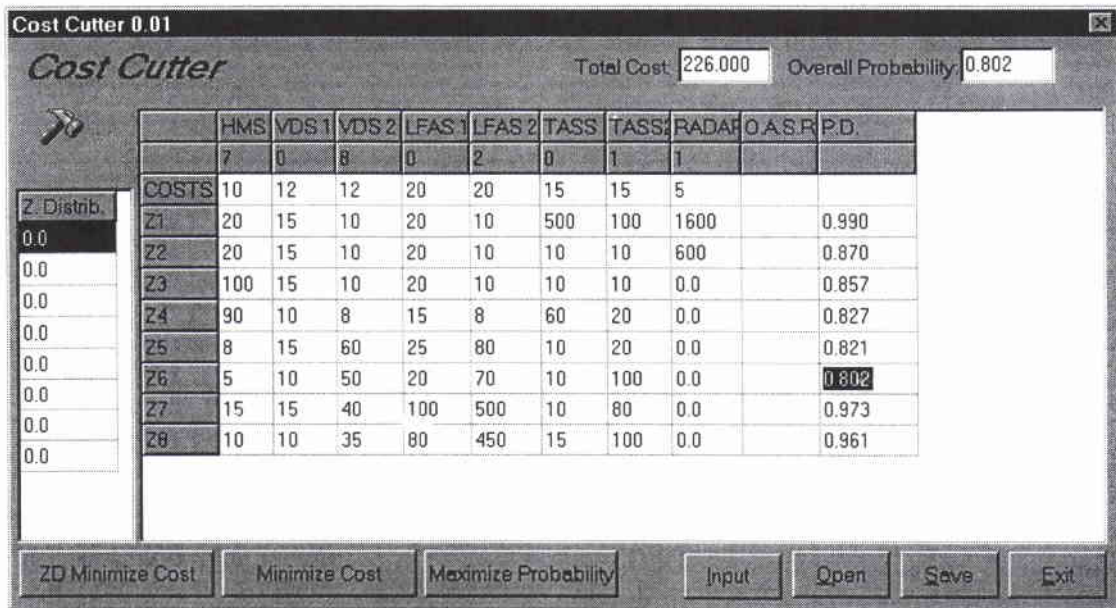 Cost Cutter 0.01
Cost Cutter
Total Cost: 226.000 Overall Probability: 0.802
HMS VDS 1 VDS 2 LFAS 1 LFAS 2 TASS TASS2 RADAR O.A.S.R P.D.
7 0 8 0 2 0 1 1
COSTS 10 12 12 20 20 15 15 5
Z1 20 15 10 20 10 500 100 1600 0.990
Z2 20 15 10 20 10 10 10 600 0.870
Z3 100 15 10 20 10 10 10 0.0 0.857
Z4 90 10 8 15 8 60 20 0.0 0.827
Z5 8 15 60 25 80 10 20 0.0 0.821
Z6 5 10 50 20 70 10 100 0.0 0.802
Z7 15 15 40 100 500 10 80 0.0 0.973
Z8 10 10 35 80 450 15 100 0.0 0.961
Z. Distrib.
0.0
0.0
0.0
0.0
0.0
0.0
0.0
0.0
ZD Minimize Cost Minimize Cost Maximize Probability Input Open Save Exit